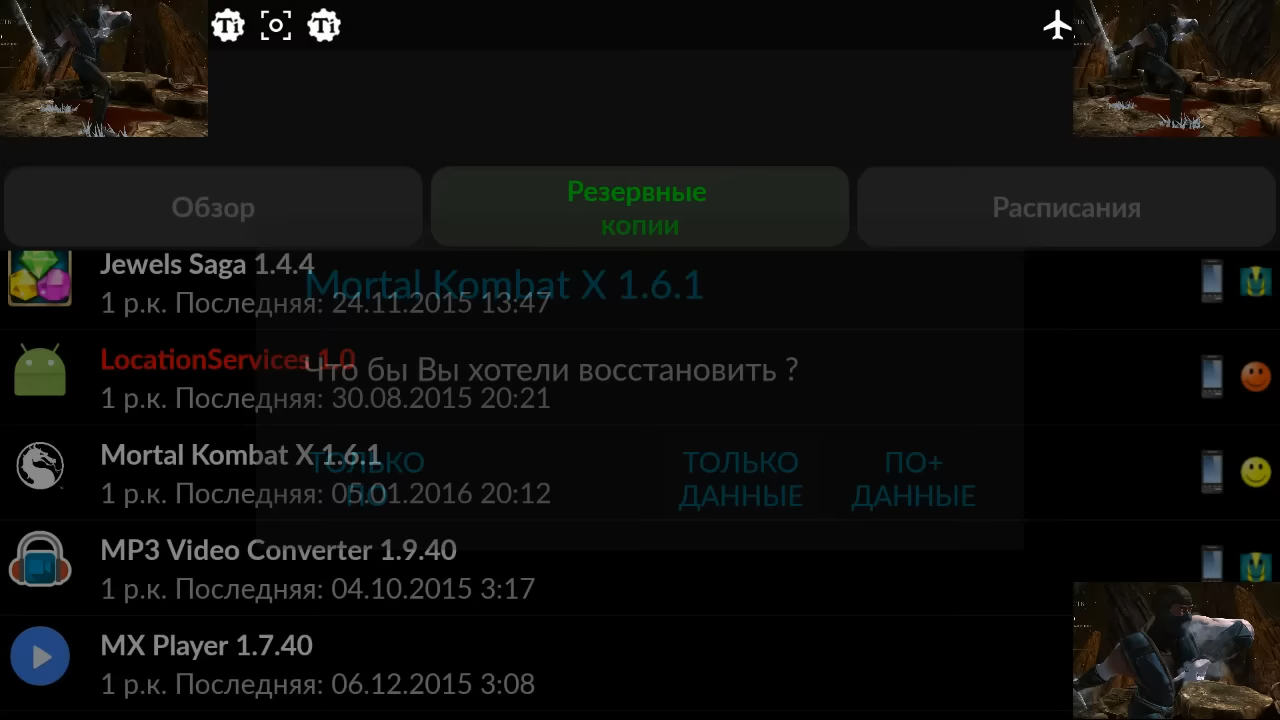 Ti
Ti
Обзор
Резервные
копии
Расписания
Jewels Saga 1.4.4
1 р.к. Последняя: 24.11.2015 13:47
LocationServices 1.0
1 р.к. Последняя: 30.08.2015 20:21
Mortal Kombat X 1.6.1
1 р.к. Последняя: 05.01.2016 20:12
MP3 Video Converter 1.9.40
1 р.к. Последняя: 04.10.2015 3:17
MX Player 1.7.40
1 р.к. Последняя: 06.12.2015 3:08
Mortal Kombat X 1.6.1
Что бы Вы хотели восстановить ?
ТОЛЬКО
ПО
ТОЛЬКО
ДАННЫЕ
ПО+
ДАННЫЕ